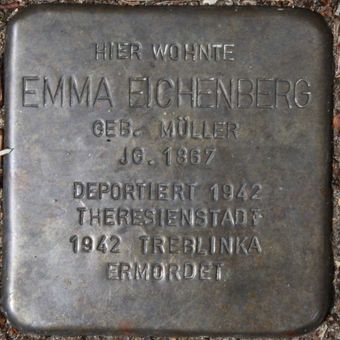 HIER WOHNTE
EMMA EICHENBERG
GEB. MÜLLER
JG. 1867
DEPORTIERT 1942
THERESIENSTADT
1942 TREBLINKA
ERMORDET